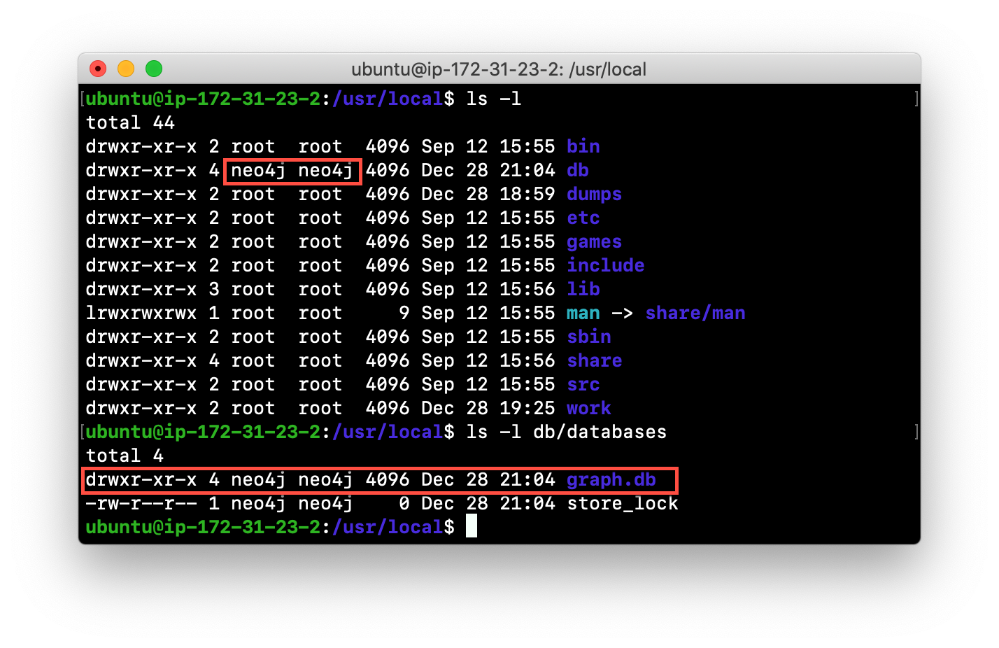 ubuntu@ip-172-31-23-2: /usr/local
[ubuntu@ip-172-31-23-2:/usr/local$ ls -l ]
total 44
drwxr-xr-x 2 root  root  4096 Sep 12 15:55 bin
drwxr-xr-x 4 neo4j neo4j 4096 Dec 28 21:04 db
drwxr-xr-x 2 root  root  4096 Dec 28 18:59 dumps
drwxr-xr-x 2 root  root  4096 Sep 12 15:55 etc
drwxr-xr-x 2 root  root  4096 Sep 12 15:55 games
drwxr-xr-x 2 root  root  4096 Sep 12 15:55 include
drwxr-xr-x 3 root  root  4096 Sep 12 15:56 lib
lrwxrwxrwx 1 root  root     9 Sep 12 15:55 man -> share/man
drwxr-xr-x 2 root  root  4096 Sep 12 15:55 sbin
drwxr-xr-x 4 root  root  4096 Sep 12 15:56 share
drwxr-xr-x 2 root  root  4096 Sep 12 15:55 src
drwxr-xr-x 2 root  root  4096 Dec 28 19:25 work
[ubuntu@ip-172-31-23-2:/usr/local$ ls -l db/databases ]
total 4
drwxr-xr-x 4 neo4j neo4j 4096 Dec 28 21:04 graph.db
-rw-r--r-- 1 neo4j neo4j    0 Dec 28 21:04 store_lock
ubuntu@ip-172-31-23-2:/usr/local$